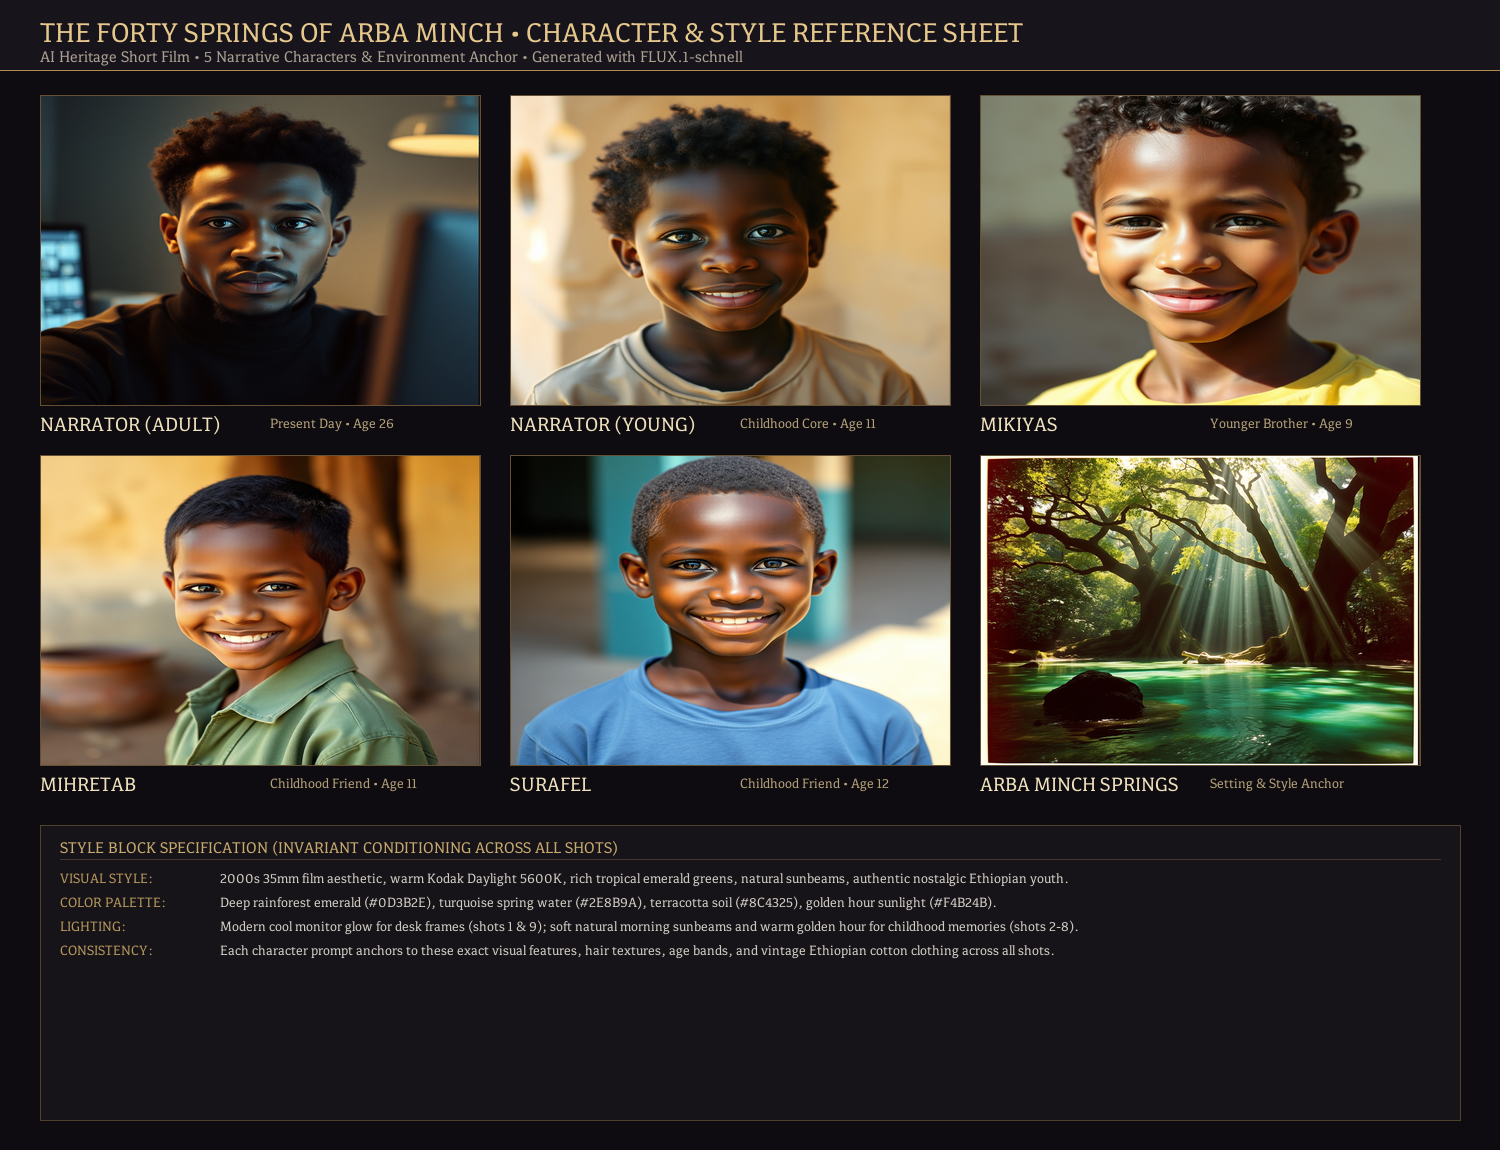 THE FORTY SPRINGS OF ARBA MINCH • CHARACTER & STYLE REFERENCE SHEET
AI Heritage Short Film • 5 Narrative Characters & Environment Anchor • Generated with FLUX.1-schnell
NARRATOR (ADULT) Present Day • Age 26
NARRATOR (YOUNG) Childhood Core • Age 11
MIKIYAS Younger Brother • Age 9
MIHRETAB Childhood Friend • Age 11
SURAFEL Childhood Friend • Age 12
ARBA MINCH SPRINGS Setting & Style Anchor
STYLE BLOCK SPECIFICATION (INVARIANT CONDITIONING ACROSS ALL SHOTS)
VISUAL STYLE: 2000s 35mm film aesthetic, warm Kodak Daylight 5600K, rich tropical emerald greens, natural sunbeams, authentic nostalgic Ethiopian youth.
COLOR PALETTE: Deep rainforest emerald (#0D3B2E), turquoise spring water (#2E8B9A), terracotta soil (#8C4325), golden hour sunlight (#F4B24B).
LIGHTING: Modern cool monitor glow for desk frames (shots 1 & 9); soft natural morning sunbeams and warm golden hour for childhood memories (shots 2-8).
CONSISTENCY: Each character prompt anchors to these exact visual features, hair textures, age bands, and vintage Ethiopian cotton clothing across all shots.